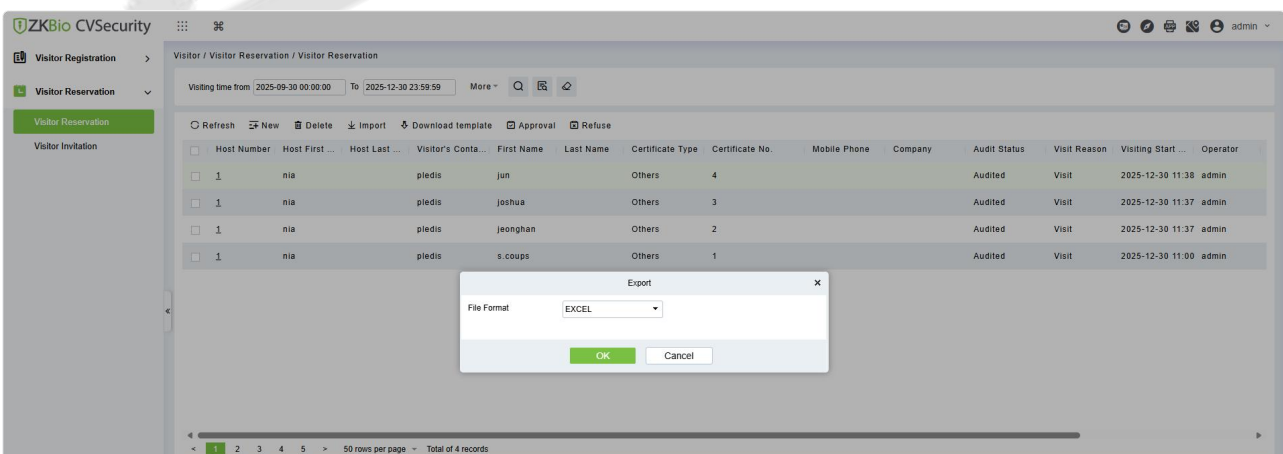 ZKBio CVSecurity
admin
Visitor Registration
Visitor Reservation
Visitor Reservation
Visitor Invitation
Visitor / Visitor Reservation / Visitor Reservation
Visiting time from 2025-09-30 00:00:00 To 2025-12-30 23:59:59 More
Refresh New Delete Import Download template Approval Refuse
Host Number Host First ... Host Last ... Visitor's Conta... First Name Last Name Certificate Type Certificate No. Mobile Phone Company Audit Status Visit Reason Visiting Start ... Operator
1 nia pledis jun Others 4 Audited Visit 2025-12-30 11:38 admin
1 nia pledis joshua Others 3 Audited Visit 2025-12-30 11:37 admin
1 nia pledis jeonghan Others 2 Audited Visit 2025-12-30 11:37 admin
1 nia pledis s.coups Others 1 Audited Visit 2025-12-30 11:00 admin
Export
File Format EXCEL
OK Cancel
< 1 2 3 4 5 > 50 rows per page Total of 4 records